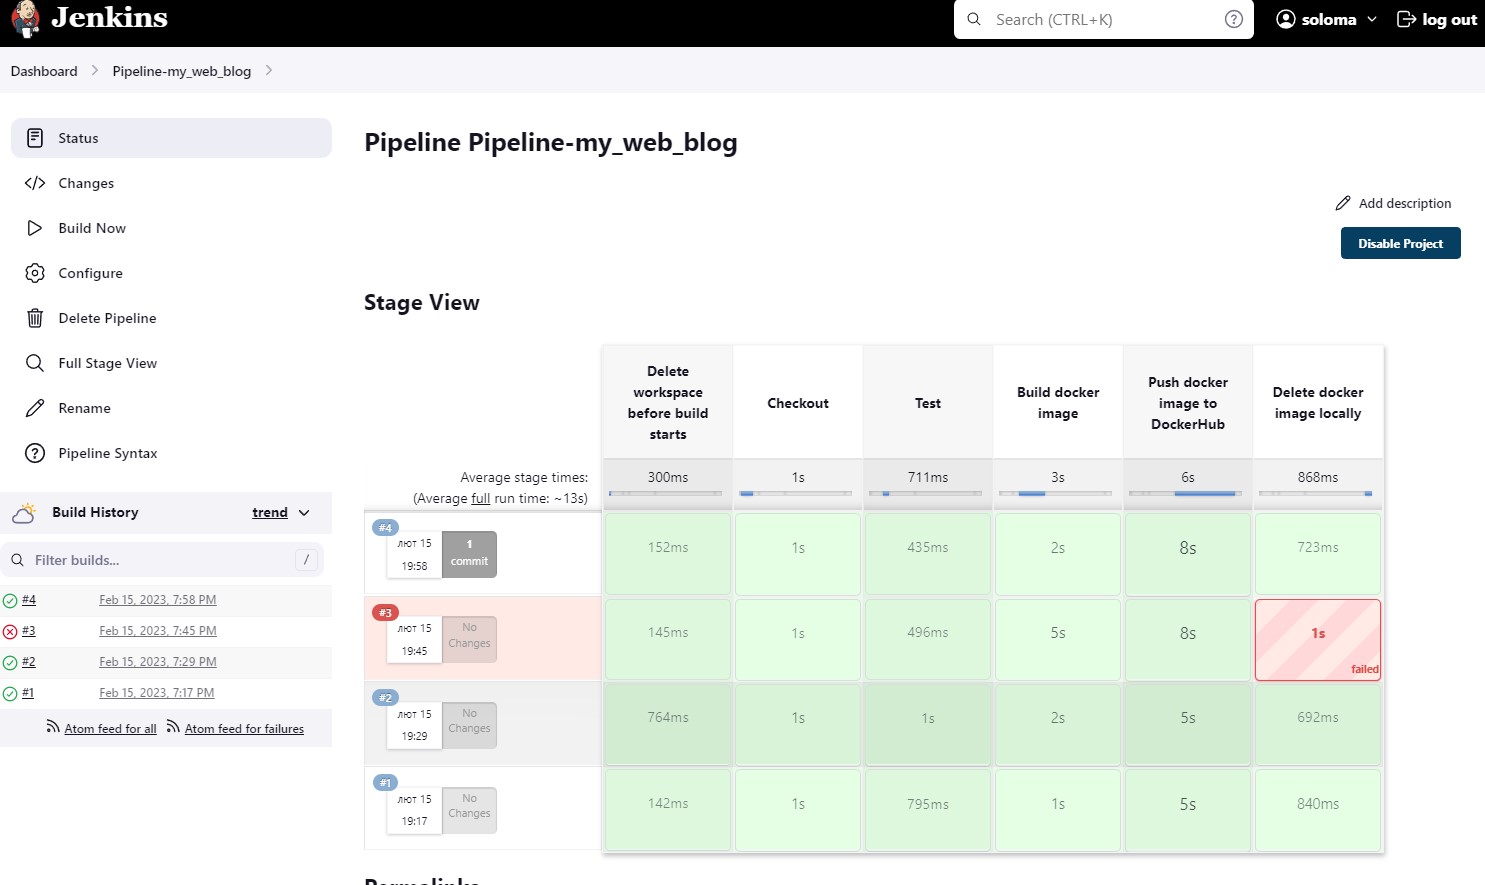 Jenkins
Search (CTRL+K)
?
soloma
log out
Dashboard
Pipeline-my_web_blog
Status
Changes
Build Now
Configure
Delete Pipeline
Full Stage View
Rename
Pipeline Syntax
Build History
trend
Filter builds...
/
#4 Feb 15, 2023, 7:58 PM
#3 Feb 15, 2023, 7:45 PM
#2 Feb 15, 2023, 7:29 PM
#1 Feb 15, 2023, 7:17 PM
Atom feed for all Atom feed for failures
Pipeline Pipeline-my_web_blog
Add description
Disable Project
Stage View
Delete
workspace
before build
starts
Checkout
Test
Build docker
image
Push docker
image to
DockerHub
Delete docker
image locally
Average stage times:
(Average full run time: ~13s)
300ms 1s 711ms 3s 6s 868ms
#4
лют 15
19:58
1
commit
152ms 1s 435ms 2s 8s 723ms
#3
лют 15
19:45
No
Changes
145ms 1s 496ms 5s 8s 1s
failed
#2
лют 15
19:29
No
Changes
764ms 1s 1s 2s 5s 692ms
#1
лют 15
19:17
No
Changes
142ms 1s 795ms 1s 5s 840ms
Permalinks